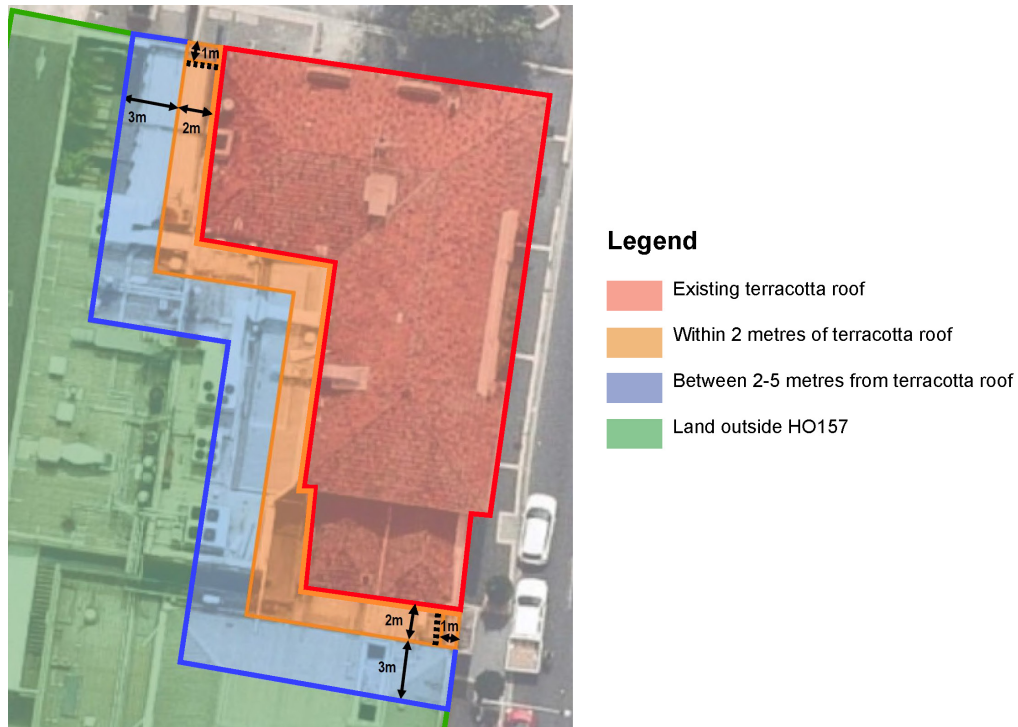 1m
3m
2m
Legend
Existing terracotta roof
Within 2 metres of terracotta roof
Between 2-5 metres from terracotta roof
Land outside HO157
2m
1m
3m